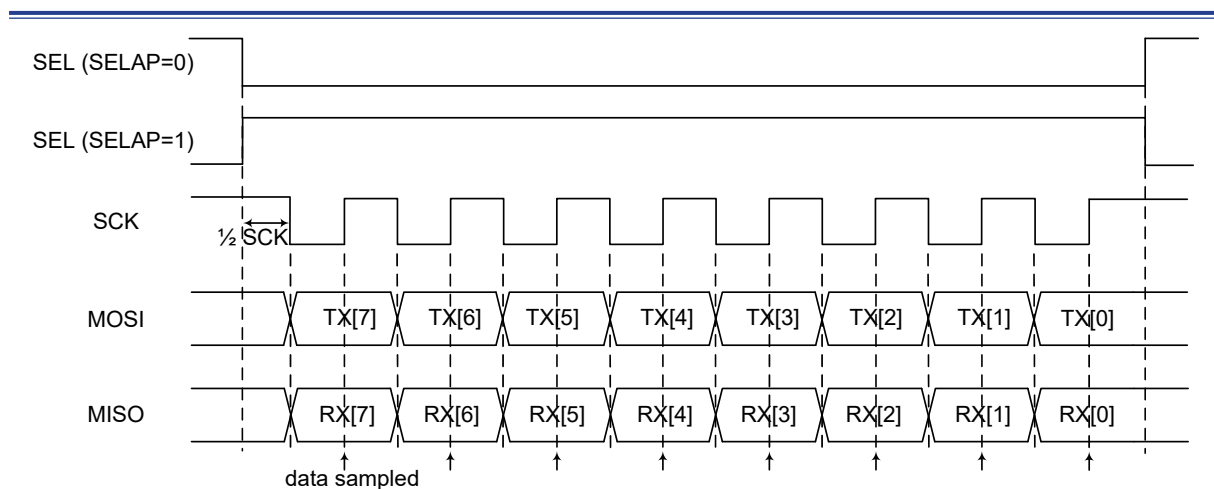 SEL (SELAP=0)
SEL (SELAP=1)
SCK
½ SCK
MOSI
TX[7] TX[6] TX[5] TX[4] TX[3] TX[2] TX[1] TX[0]
MISO
RX[7] RX[6] RX[5] RX[4] RX[3] RX[2] RX[1] RX[0]
data sampled